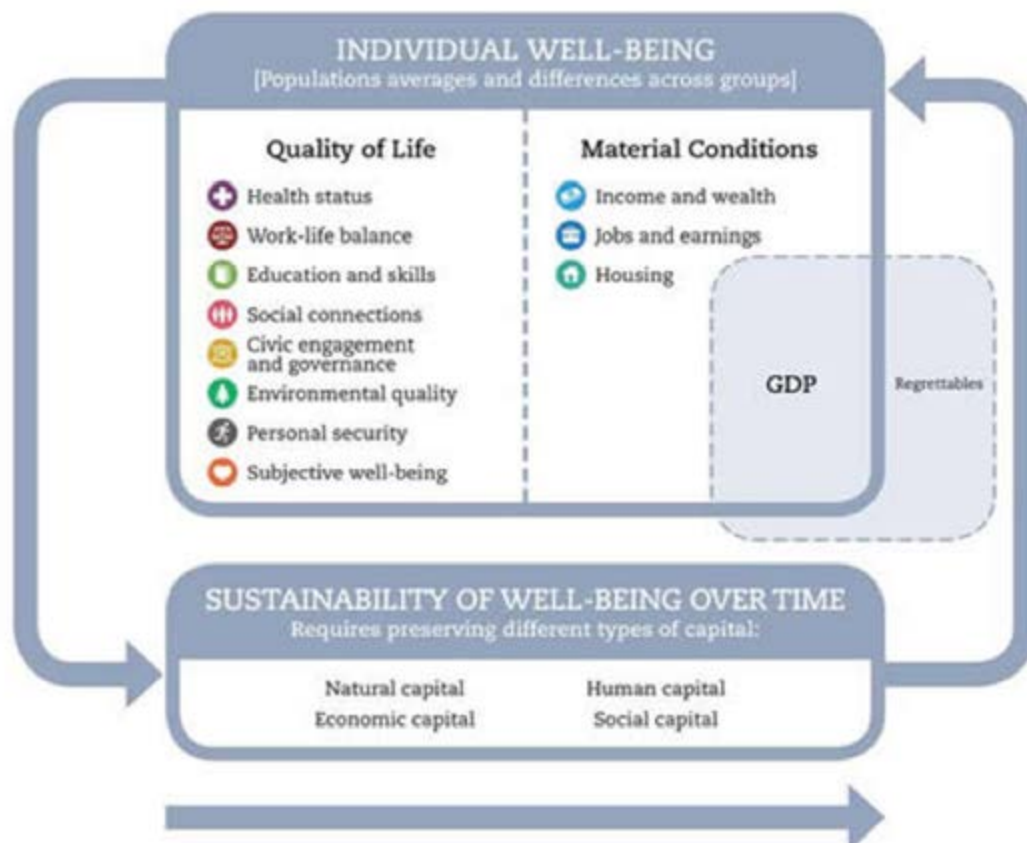 INDIVIDUAL WELL-BEING
[Populations averages and differences across groups]
Quality of Life
Health status
Work-life balance
Education and skills
Social connections
Civic engagement
and governance
Environmental quality
Personal security
Subjective well-being
Material Conditions
Income and wealth
Jobs and earnings
Housing
GDP
Regrettables
SUSTAINABILITY OF WELL-BEING OVER TIME
Requires preserving different types of capital:
Natural capital
Human capital
Economic capital
Social capital